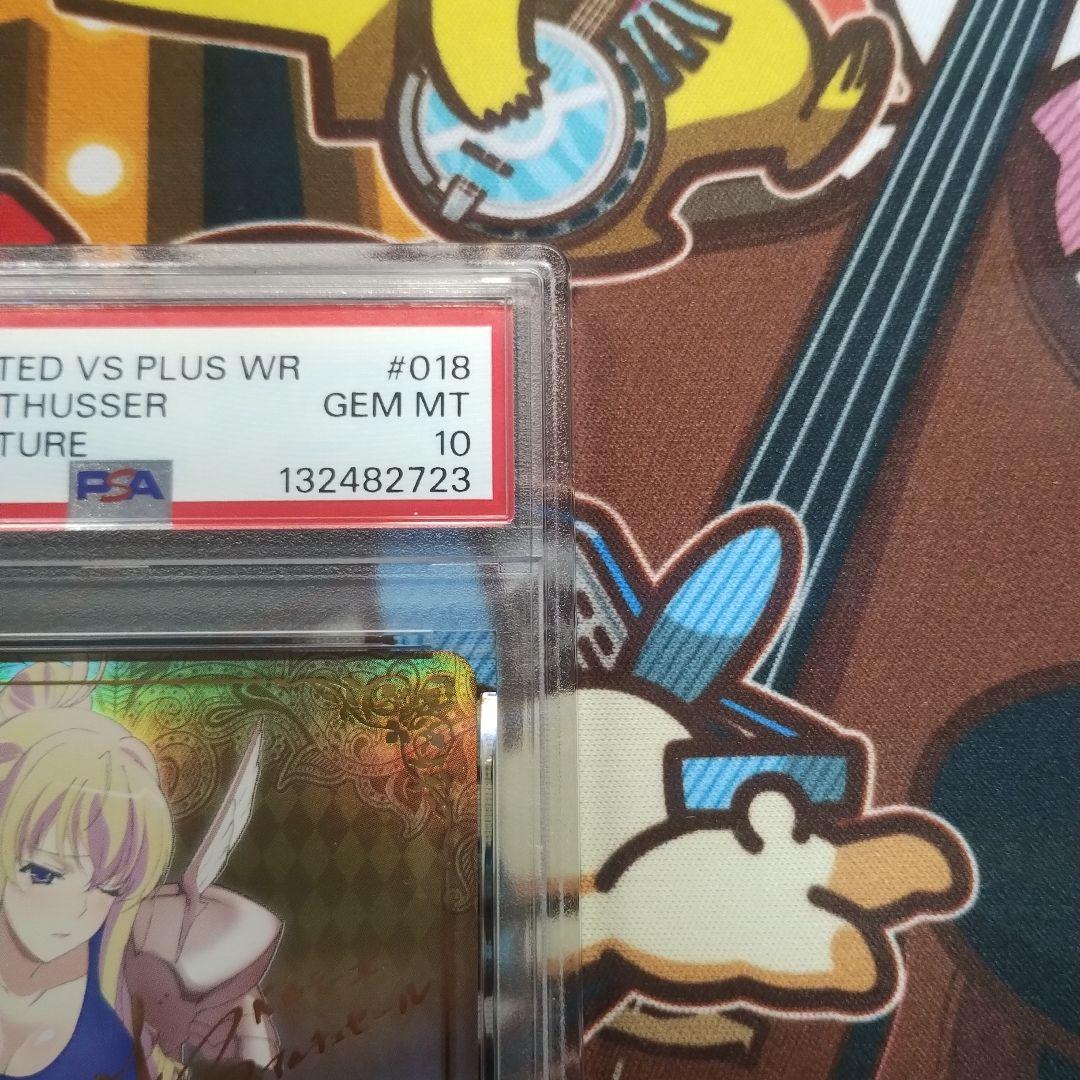 TED VS PLUS WR #018
THUSSER GEM MT
TURE 10
PSA 132482723